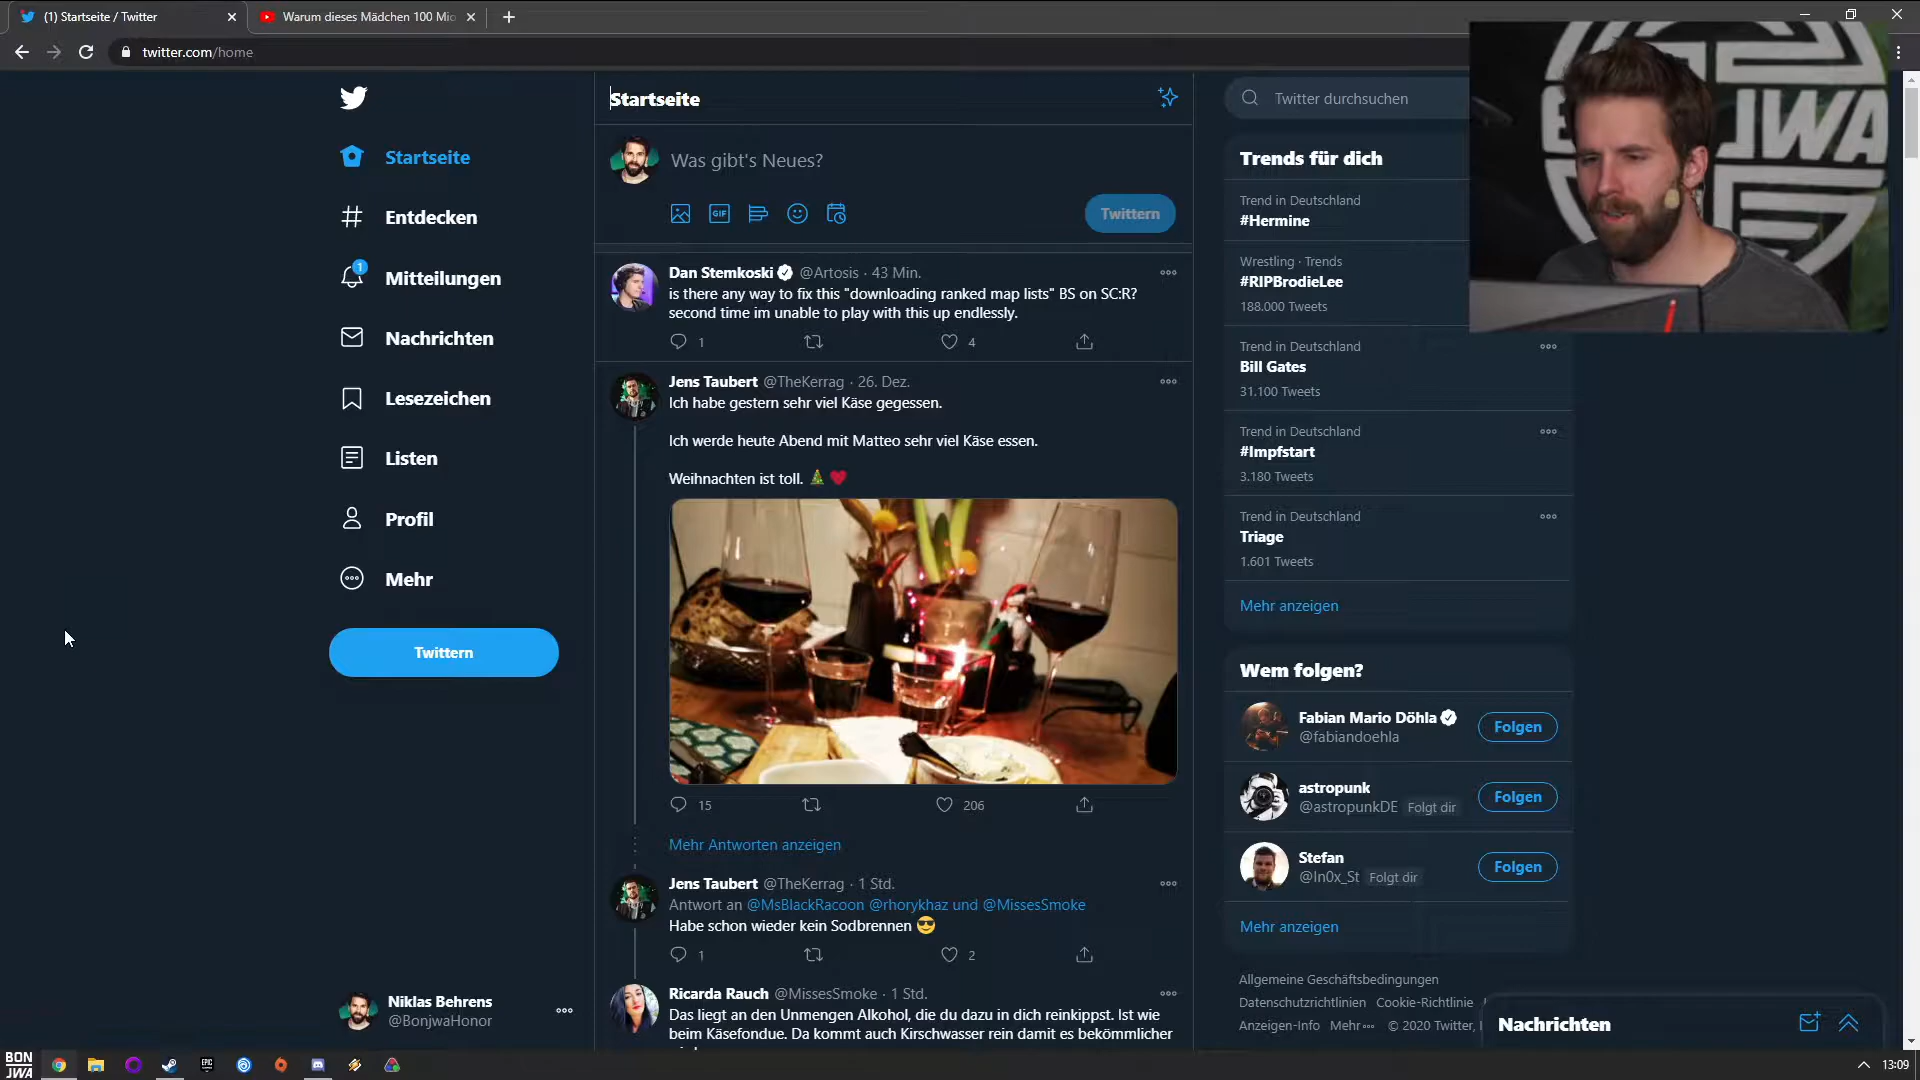 (1) Startseite / Twitter
Warum dieses Mädchen 100 Mio
twitter.com/home
Startseite
Entdecken
1
Mitteilungen
Nachrichten
Lesezeichen
Listen
Profil
Mehr
Twittern
Niklas Behrens
@BonjwaHonor
Startseite
Was gibt's Neues?
GIF
Twittern
Dan Stemkoski @Artosis · 43 Min.
is there any way to fix this "downloading ranked map lists" BS on SC:R?
second time im unable to play with this up endlessly.
1 4
Jens Taubert @TheKerrag · 26. Dez.
Ich habe gestern sehr viel Käse gegessen.
Ich werde heute Abend mit Matteo sehr viel Käse essen.
Weihnachten ist toll. 🎄❤️
15 206
Mehr Antworten anzeigen
Jens Taubert @TheKerrag · 1 Std.
Antwort an @MsBlackRacoon @rhorykhaz und @MissesSmoke
Habe schon wieder kein Sodbrennen 😎
1 2
Ricarda Rauch @MissesSmoke · 1 Std.
Das liegt an den Unmengen Alkohol, die du dazu in dich reinkippst. Ist wie
beim Käsefondue. Da kommt auch Kirschwasser rein damit es bekömmlicher
Twitter durchsuchen
Trends für dich
Trend in Deutschland
#Hermine
Wrestling · Trends
#RIPBrodieLee
188.000 Tweets
Trend in Deutschland
Bill Gates
31.100 Tweets
Trend in Deutschland
#Impfstart
3.180 Tweets
Trend in Deutschland
Triage
1.601 Tweets
Mehr anzeigen
Wem folgen?
Fabian Mario Döhla
@fabiandoehla
Folgen
astropunk
@astropunkDE Folgt dir
Folgen
Stefan
@In0x_St Folgt dir
Folgen
Mehr anzeigen
Allgemeine Geschäftsbedingungen
Datenschutzrichtlinien Cookie-Richtlinie
Anzeigen-Info Mehr © 2020 Twitter,
Nachrichten
BON
JWA
EPIC
13:09